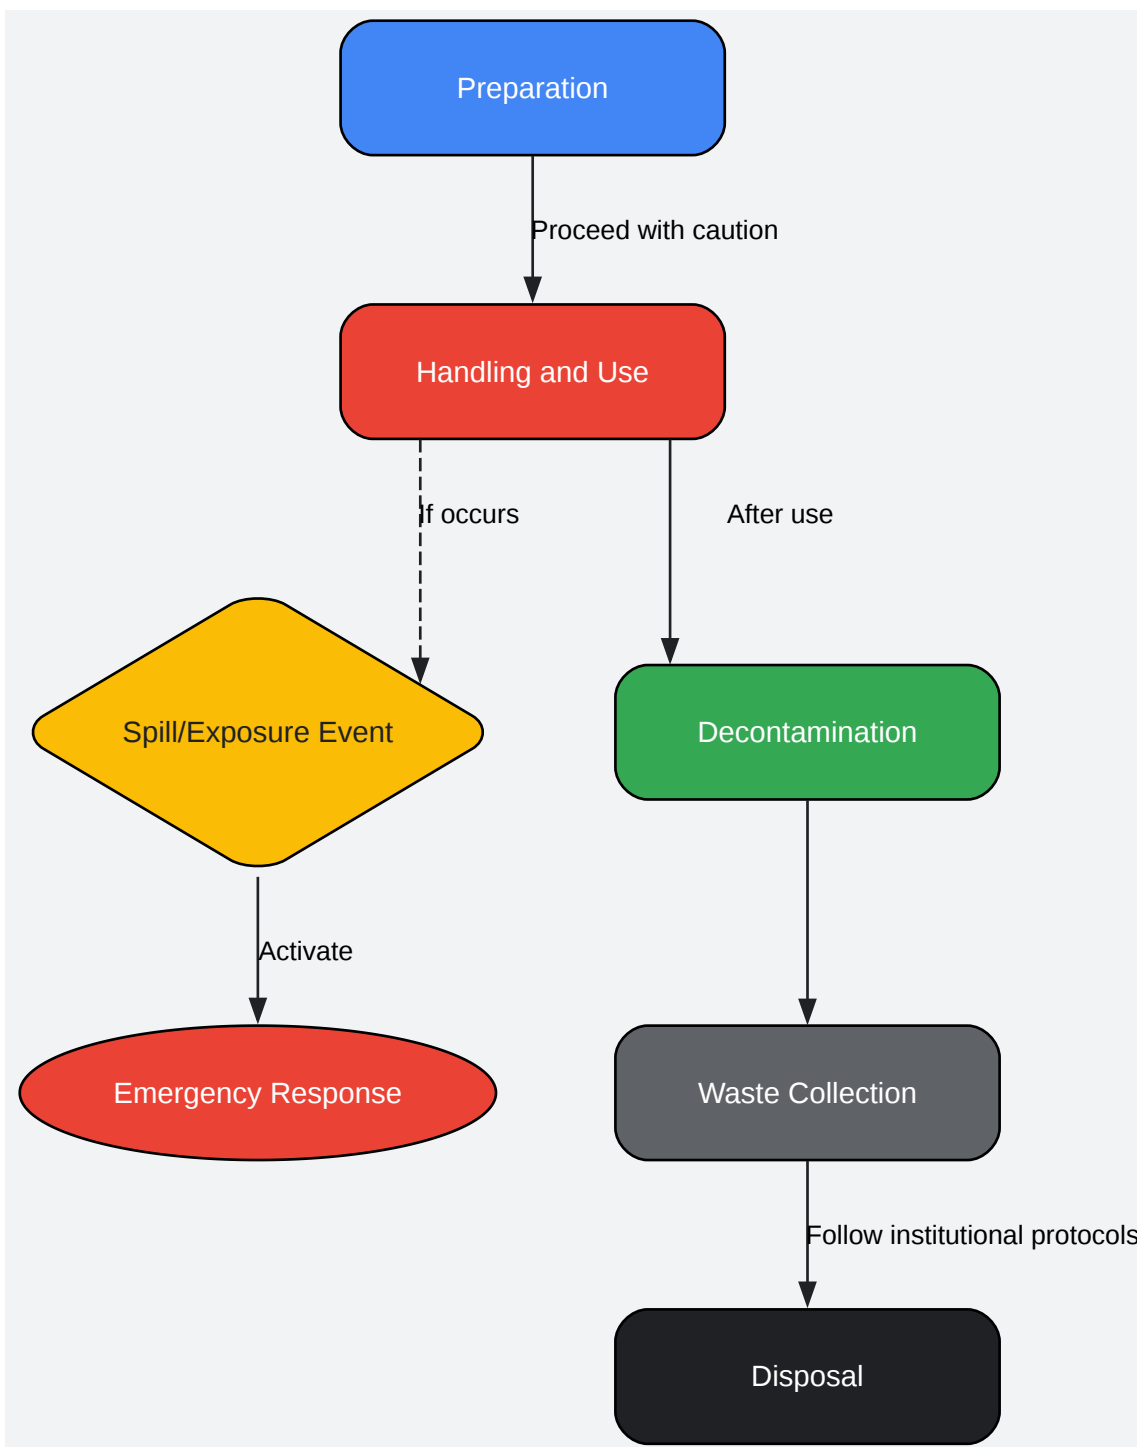 Preparation
Proceed with caution
Handling and Use
If occurs
After use
Spill/Exposure Event
Decontamination
Activate
Emergency Response
Waste Collection
Follow institutional protocols
Disposal